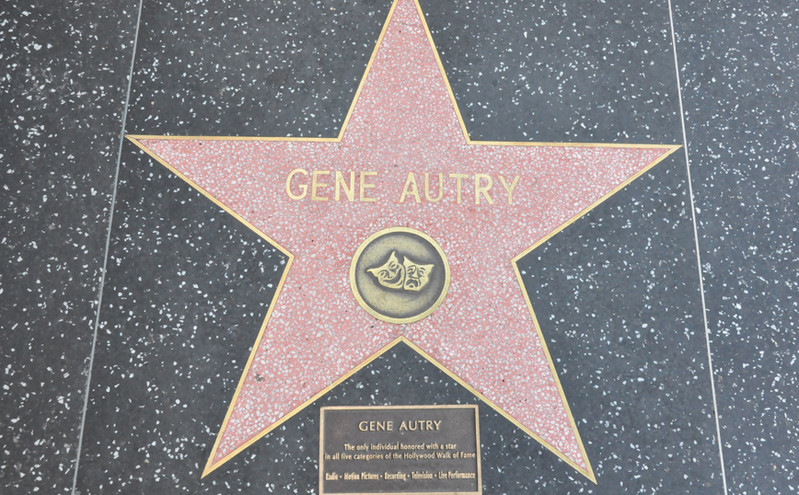 GENE AUTRY
GENE AUTRY
The only individual honored with a star
in all five categories of the Hollywood Walk of Fame
Radio • Motion Pictures • Recording • Television • Live Performance